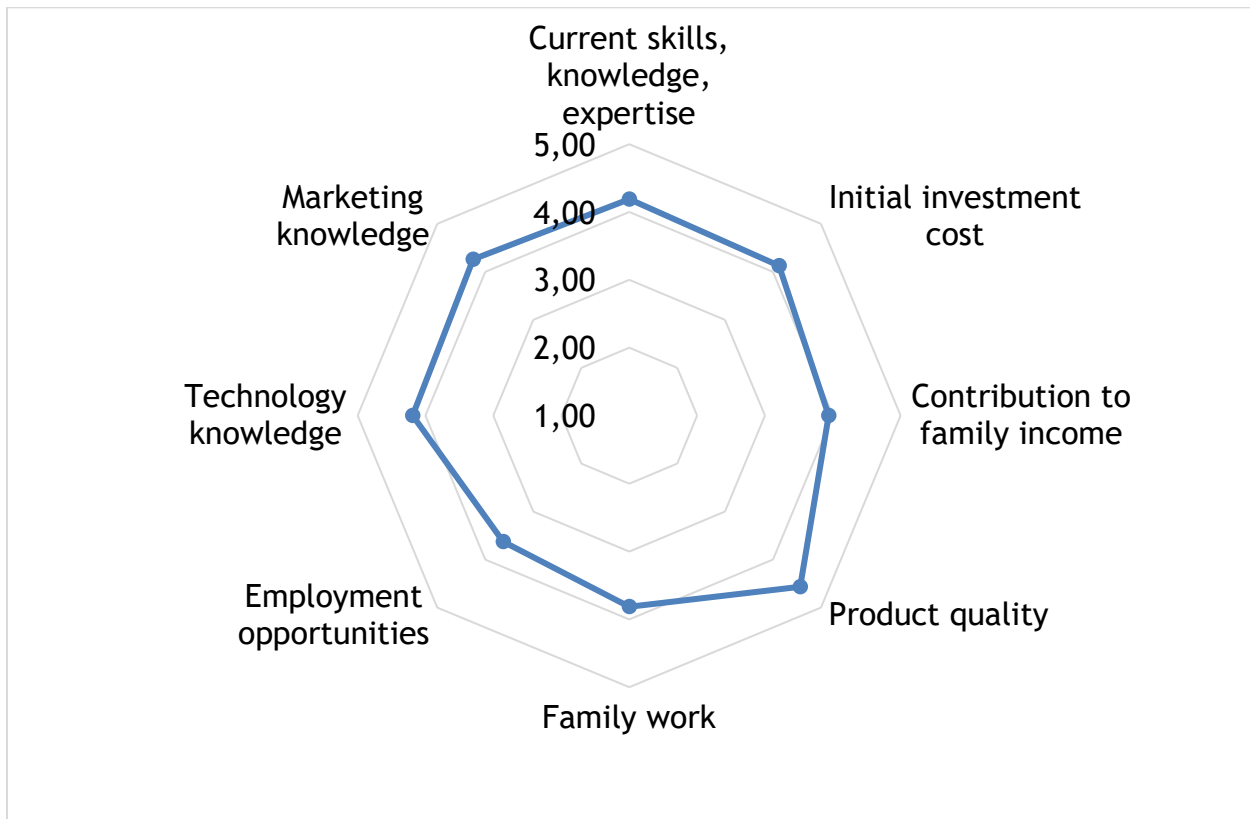 Current skills,
knowledge,
expertise
5,00
4,00
3,00
2,00
1,00
Initial investment
cost
Contribution to
family income
Product quality
Family work
Employment
opportunities
Technology
knowledge
Marketing
knowledge